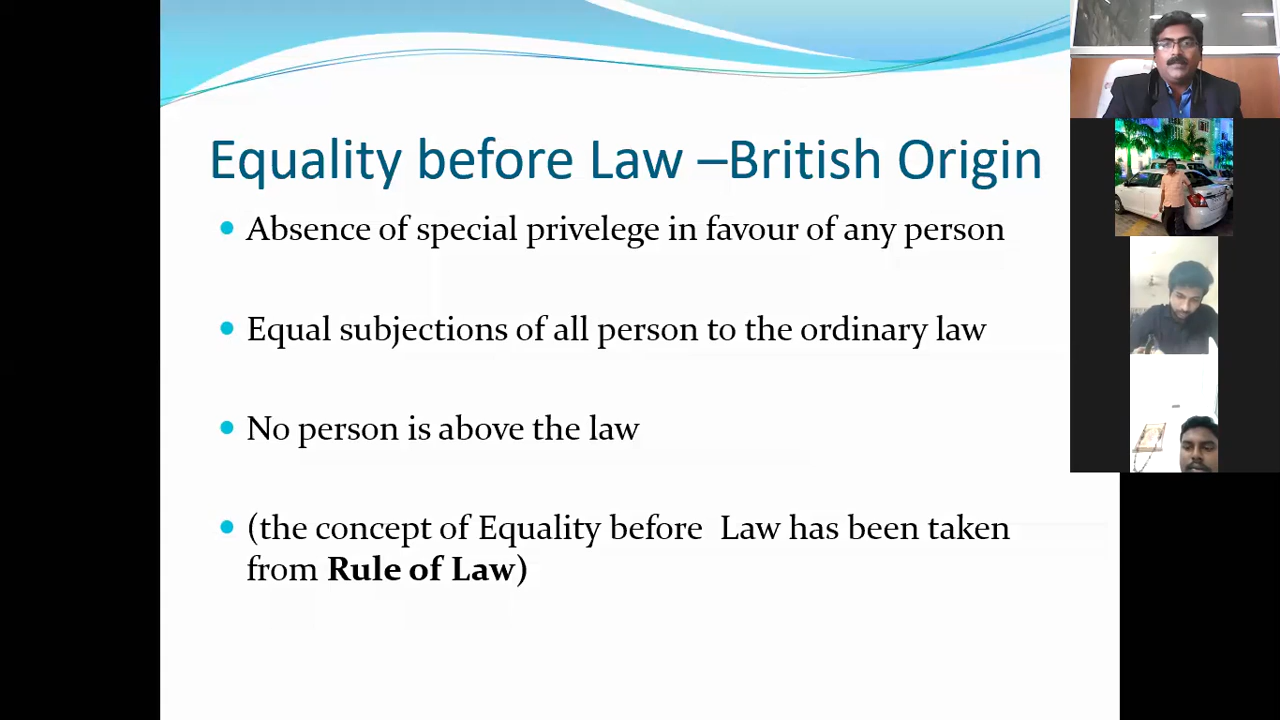 Equality before Law –British Origin
Absence of special privelege in favour of any person
Equal subjections of all person to the ordinary law
No person is above the law
(the concept of Equality before Law has been taken
from Rule of Law)